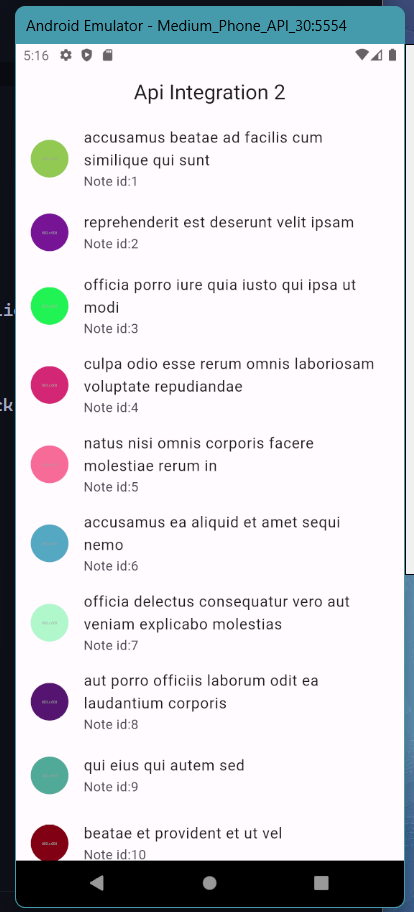 Android Emulator - Medium_Phone_API_30:5554
5:16
Api Integration 2
accusamus beatae ad facilis cum
similique qui sunt
Note id:1
reprehenderit est deserunt velit ipsam
Note id:2
officia porro iure quia iusto qui ipsa ut
modi
Note id:3
culpa odio esse rerum omnis laboriosam
voluptate repudiandae
Note id:4
natus nisi omnis corporis facere
molestiae rerum in
Note id:5
accusamus ea aliquid et amet sequi
nemo
Note id:6
officia delectus consequatur vero aut
veniam explicabo molestias
Note id:7
aut porro officiis laborum odit ea
laudantium corporis
Note id:8
qui eius qui autem sed
Note id:9
beatae et provident et ut vel
Note id:10